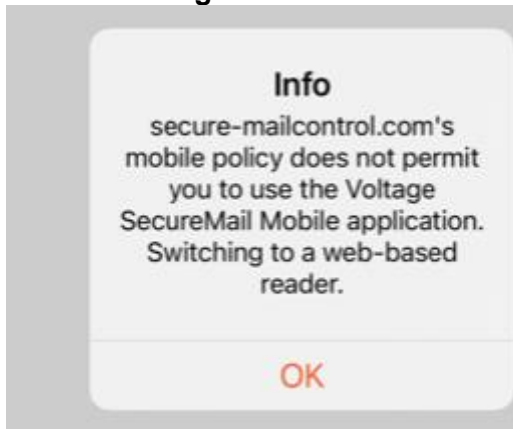 Info
secure-mailcontrol.com's
mobile policy does not permit
you to use the Voltage
SecureMail Mobile application.
Switching to a web-based
reader.
OK